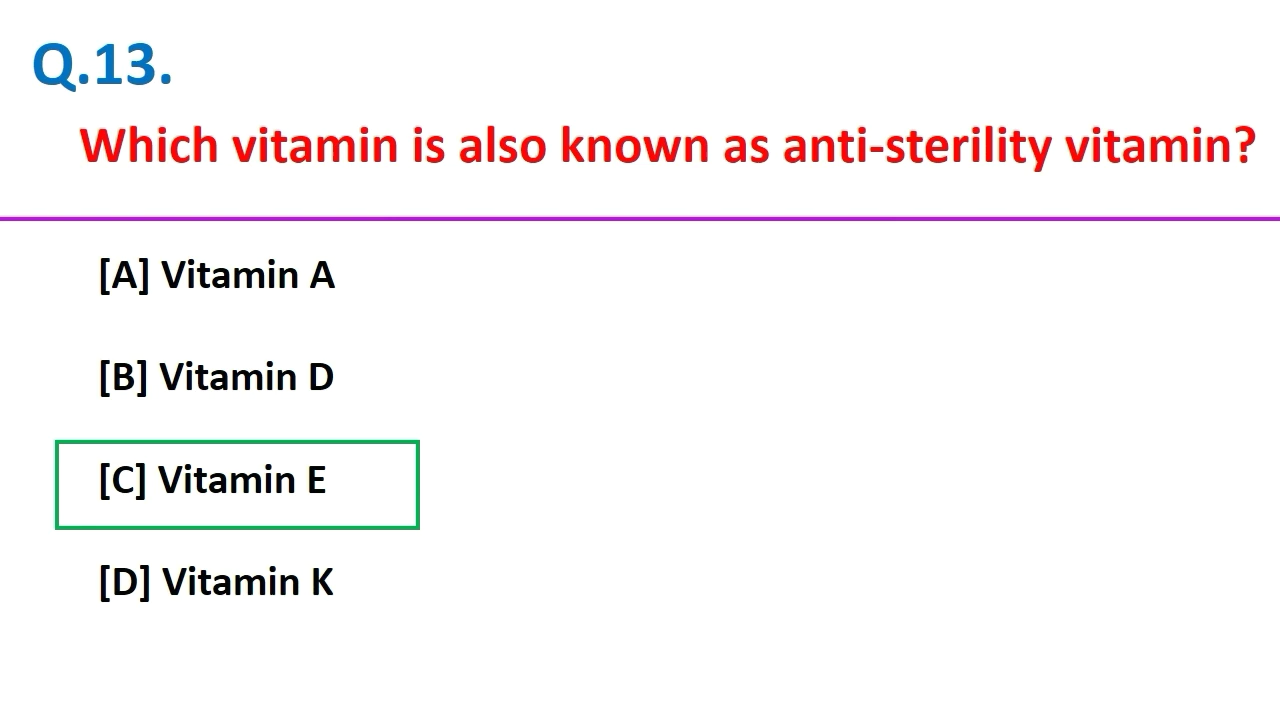 Q.13.
Which vitamin is also known as anti-sterility vitamin?
[A] Vitamin A
[B] Vitamin D
[C] Vitamin E
[D] Vitamin K